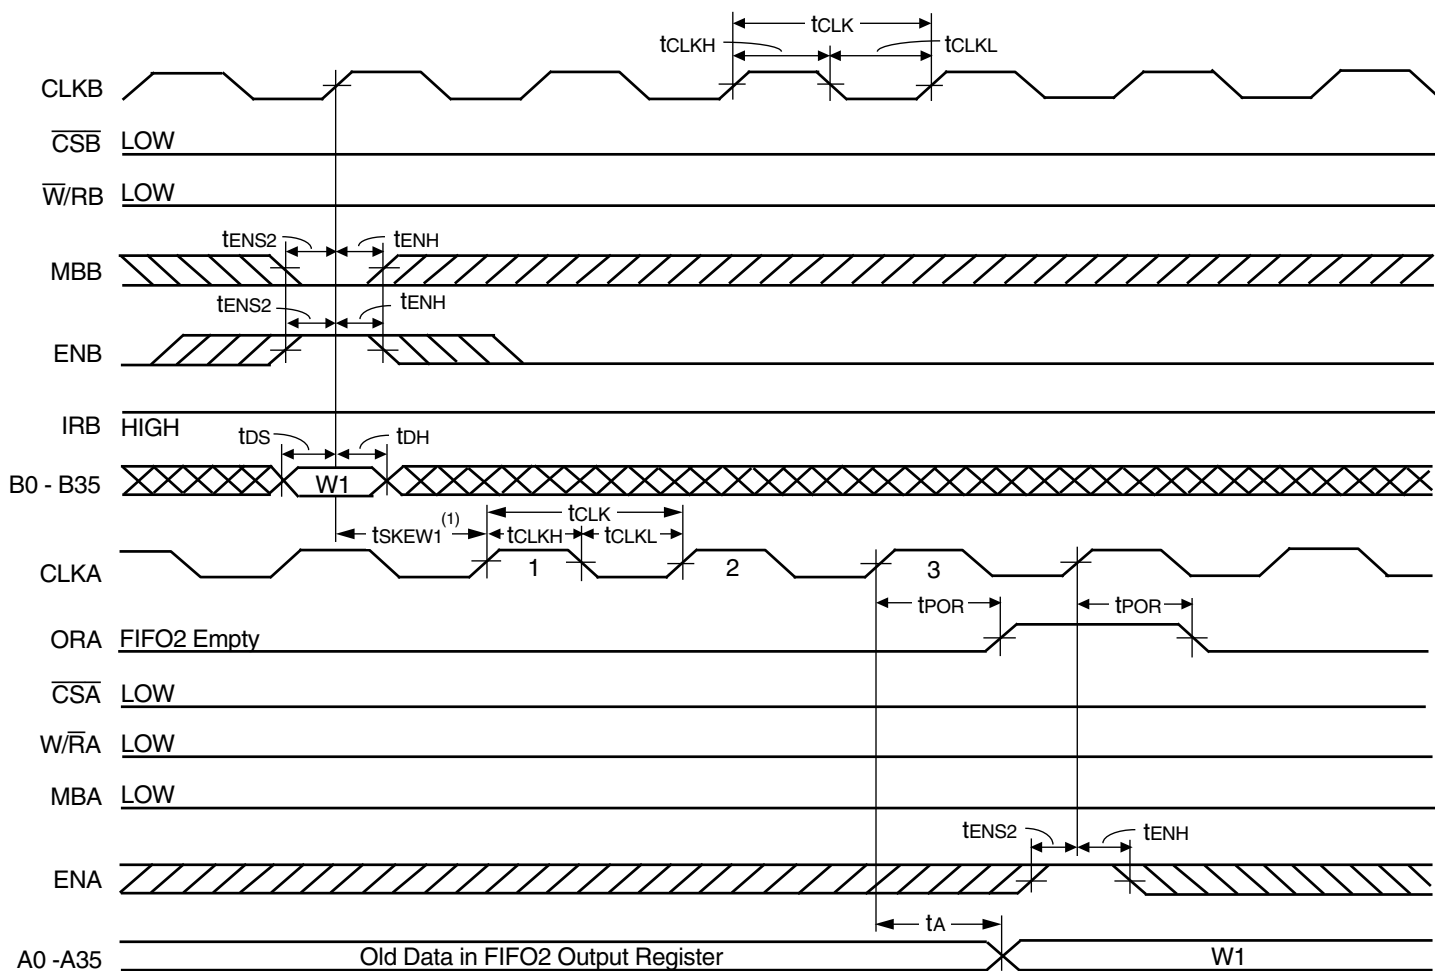 tCLK
tCLKH tCLKL
CLKB
CSB LOW
W/RB LOW
tENS2 tENH
MBB
tENS2 tENH
ENB
IRB HIGH
tDS tDH
B0 - B35 W1
tSKEW1(1) tCLK
tCLKH tCLKL
CLKA 1 2 3
tPOR tPOR
ORA FIFO2 Empty
CSA LOW
W/RA LOW
MBA LOW
tENS2 tENH
ENA
tA
A0 -A35 Old Data in FIFO2 Output Register W1